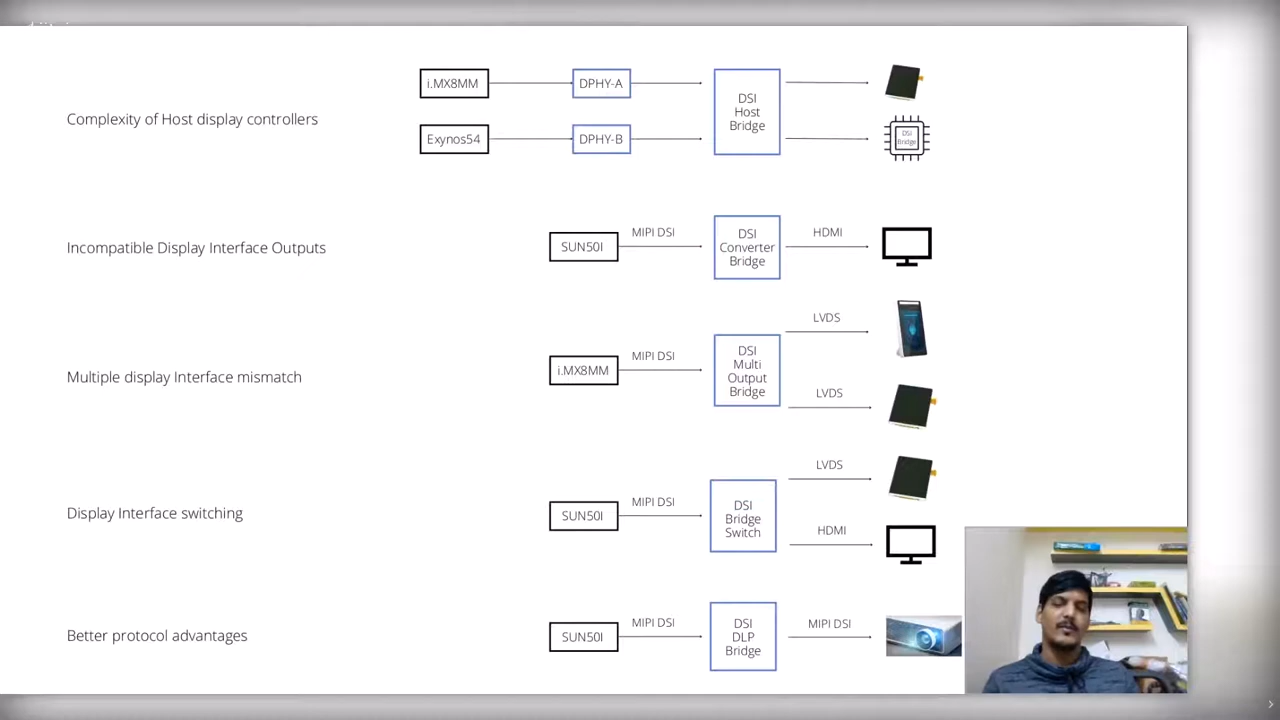 Complexity of Host display controllers
i.MX8MM
DPHY-A
Exynos54
DPHY-B
DSI
Host
Bridge
DSI
Bridge
Incompatible Display Interface Outputs
SUN50I
MIPI DSI
DSI
Converter
Bridge
HDMI
Multiple display Interface mismatch
i.MX8MM
MIPI DSI
DSI
Multi
Output
Bridge
LVDS
LVDS
Display Interface switching
SUN50I
MIPI DSI
DSI
Bridge
Switch
LVDS
HDMI
Better protocol advantages
SUN50I
MIPI DSI
DSI
DLP
Bridge
MIPI DSI